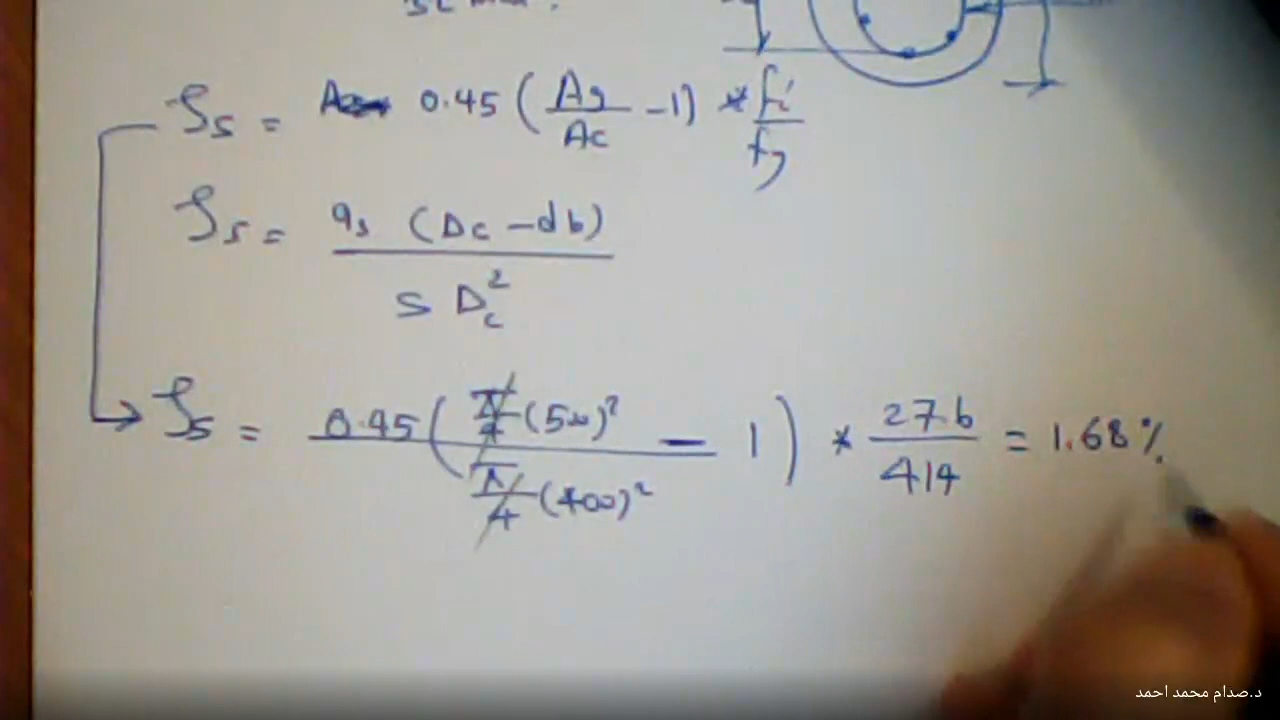 ρs = 0.45 ( Ag / Ac - 1) * fc' / fy
ρs = as (Dc - db) / s Dc²
ρs = 0.45 ( π/4 (500)² / π/4 (400)² - 1 ) * 27.6 / 414 = 1.68 %
د.صدام محمد احمد